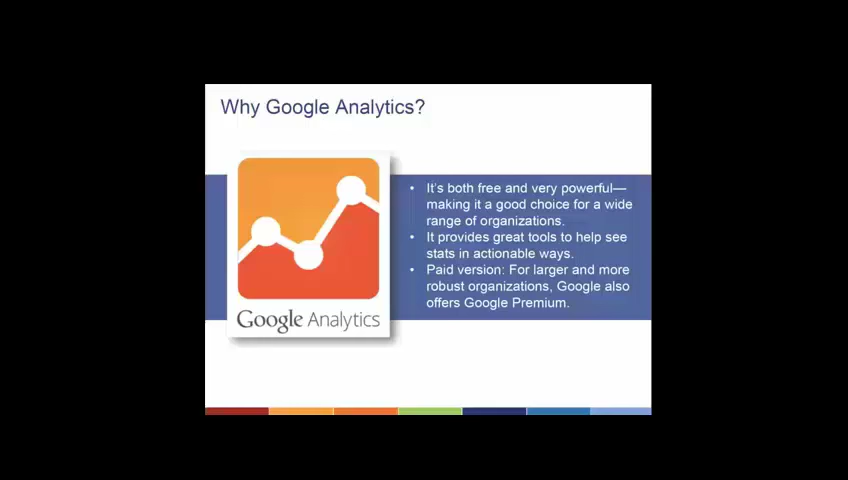 Why Google Analytics?
• It's both free and very powerful—
making it a good choice for a wide
range of organizations.
• It provides great tools to help see
stats in actionable ways.
• Paid version: For larger and more
robust organizations, Google also
offers Google Premium.
Google Analytics